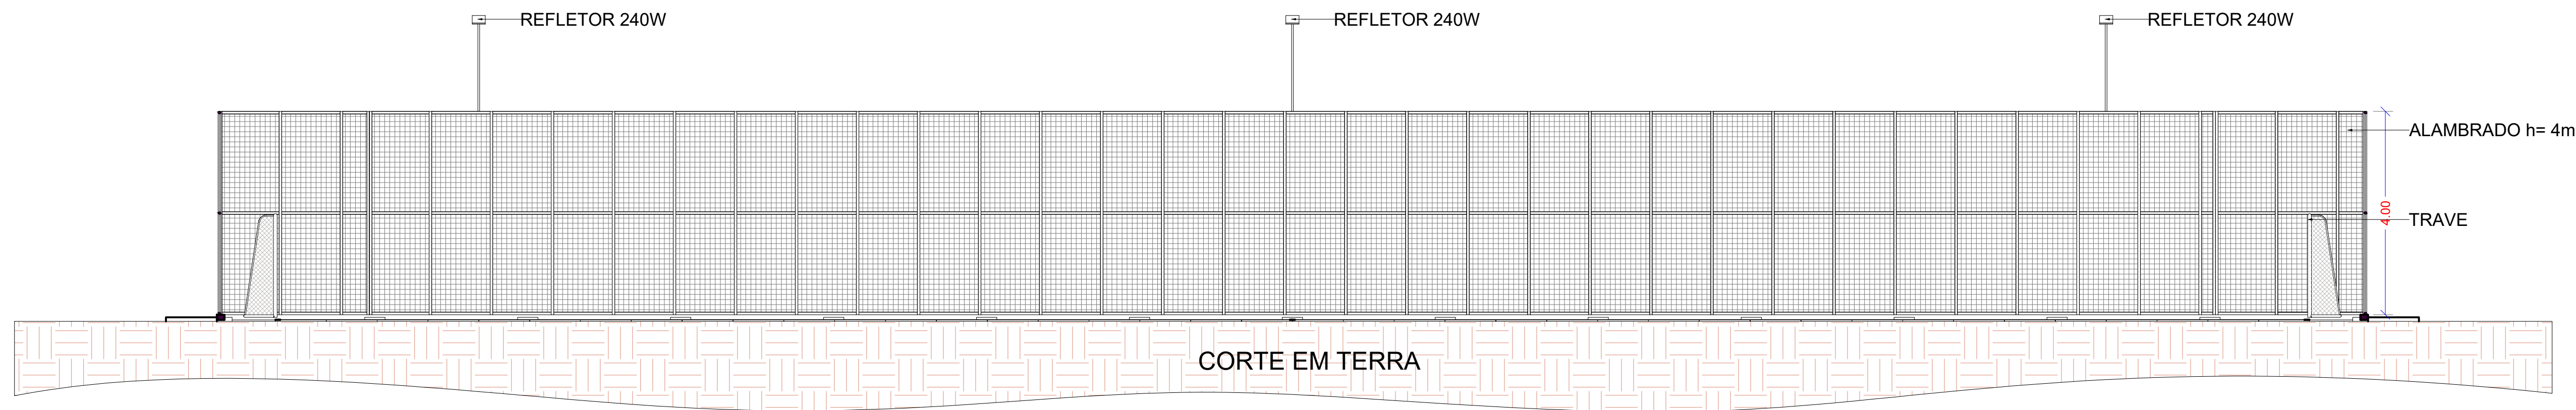 REFLETOR 240W
REFLETOR 240W
REFLETOR 240W
ALAMBRADO h= 4m
4.00
TRAVE
CORTE EM TERRA